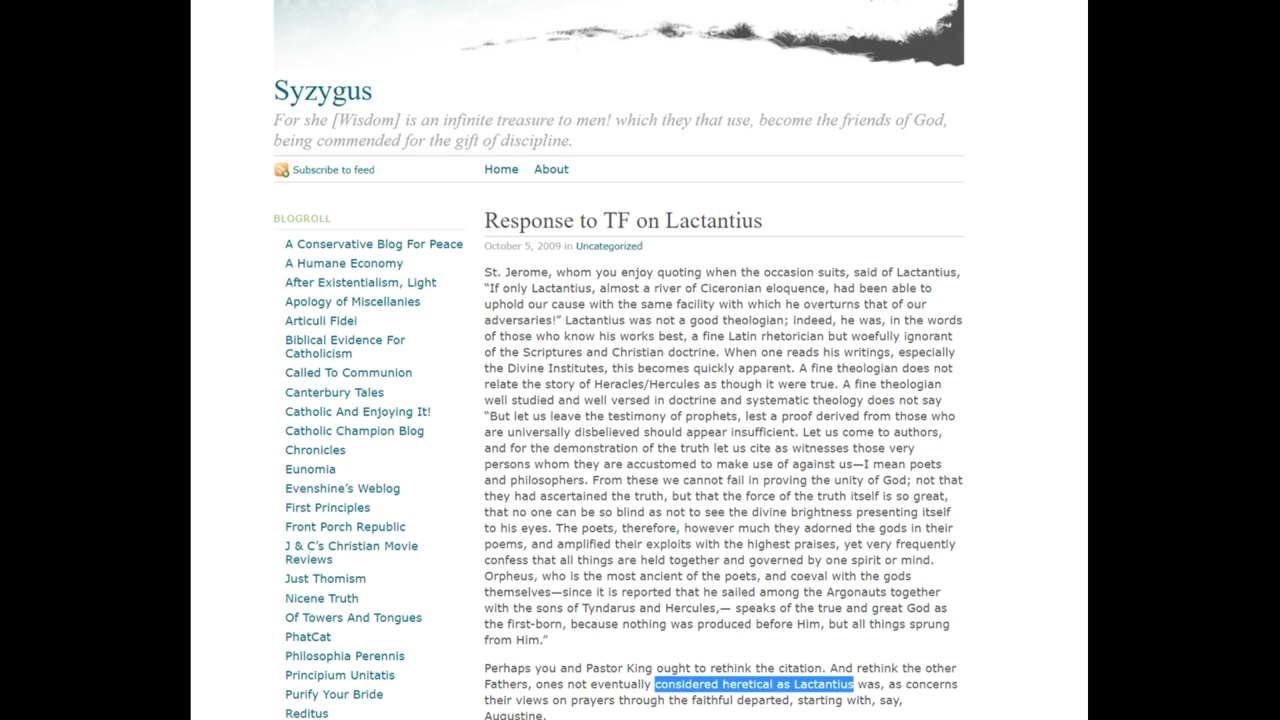 Syzygus
For she [Wisdom] is an infinite treasure to men! which they that use, become the friends of God,
being commended for the gift of discipline.
Subscribe to feed
Home About
BLOGROLL
A Conservative Blog For Peace
A Humane Economy
After Existentialism, Light
Apology of Miscellanies
Articuli Fidei
Biblical Evidence For
Catholicism
Called To Communion
Canterbury Tales
Catholic And Enjoying It!
Catholic Champion Blog
Chronicles
Eunomia
Evenshine’s Weblog
First Principles
Front Porch Republic
J & C’s Christian Movie
Reviews
Just Thomism
Nicene Truth
Of Towers And Tongues
PhatCat
Philosophia Perennis
Principium Unitatis
Purify Your Bride
Reditus
Response to TF on Lactantius
October 5, 2009 in Uncategorized
St. Jerome, whom you enjoy quoting when the occasion suits, said of Lactantius,
“If only Lactantius, almost a river of Ciceronian eloquence, had been able to
uphold our cause with the same facility with which he overturns that of our
adversaries!” Lactantius was not a good theologian; indeed, he was, in the words
of those who know his works best, a fine Latin rhetorician but woefully ignorant
of the Scriptures and Christian doctrine. When one reads his writings, especially
the Divine Institutes, this becomes quickly apparent. A fine theologian does not
relate the story of Heracles/Hercules as though it were true. A fine theologian
well studied and well versed in doctrine and systematic theology does not say
“But let us leave the testimony of prophets, lest a proof derived from those who
are universally disbelieved should appear insufficient. Let us come to authors,
and for the demonstration of the truth let us cite as witnesses those very
persons whom they are accustomed to make use of against us—I mean poets
and philosophers. From these we cannot fail in proving the unity of God; not that
they had ascertained the truth, but that the force of the truth itself is so great,
that no one can be so blind as not to see the divine brightness presenting itself
to his eyes. The poets, therefore, however much they adorned the gods in their
poems, and amplified their exploits with the highest praises, yet very frequently
confess that all things are held together and governed by one spirit or mind.
Orpheus, who is the most ancient of the poets, and coeval with the gods
themselves—since it is reported that he sailed among the Argonauts together
with the sons of Tyndarus and Hercules,— speaks of the true and great God as
the first-born, because nothing was produced before Him, but all things sprung
from Him.”
Perhaps you and Pastor King ought to rethink the citation. And rethink the other
Fathers, ones not eventually considered heretical as Lactantius was, as concerns
their views on prayers through the faithful departed, starting with, say,
Augustine.